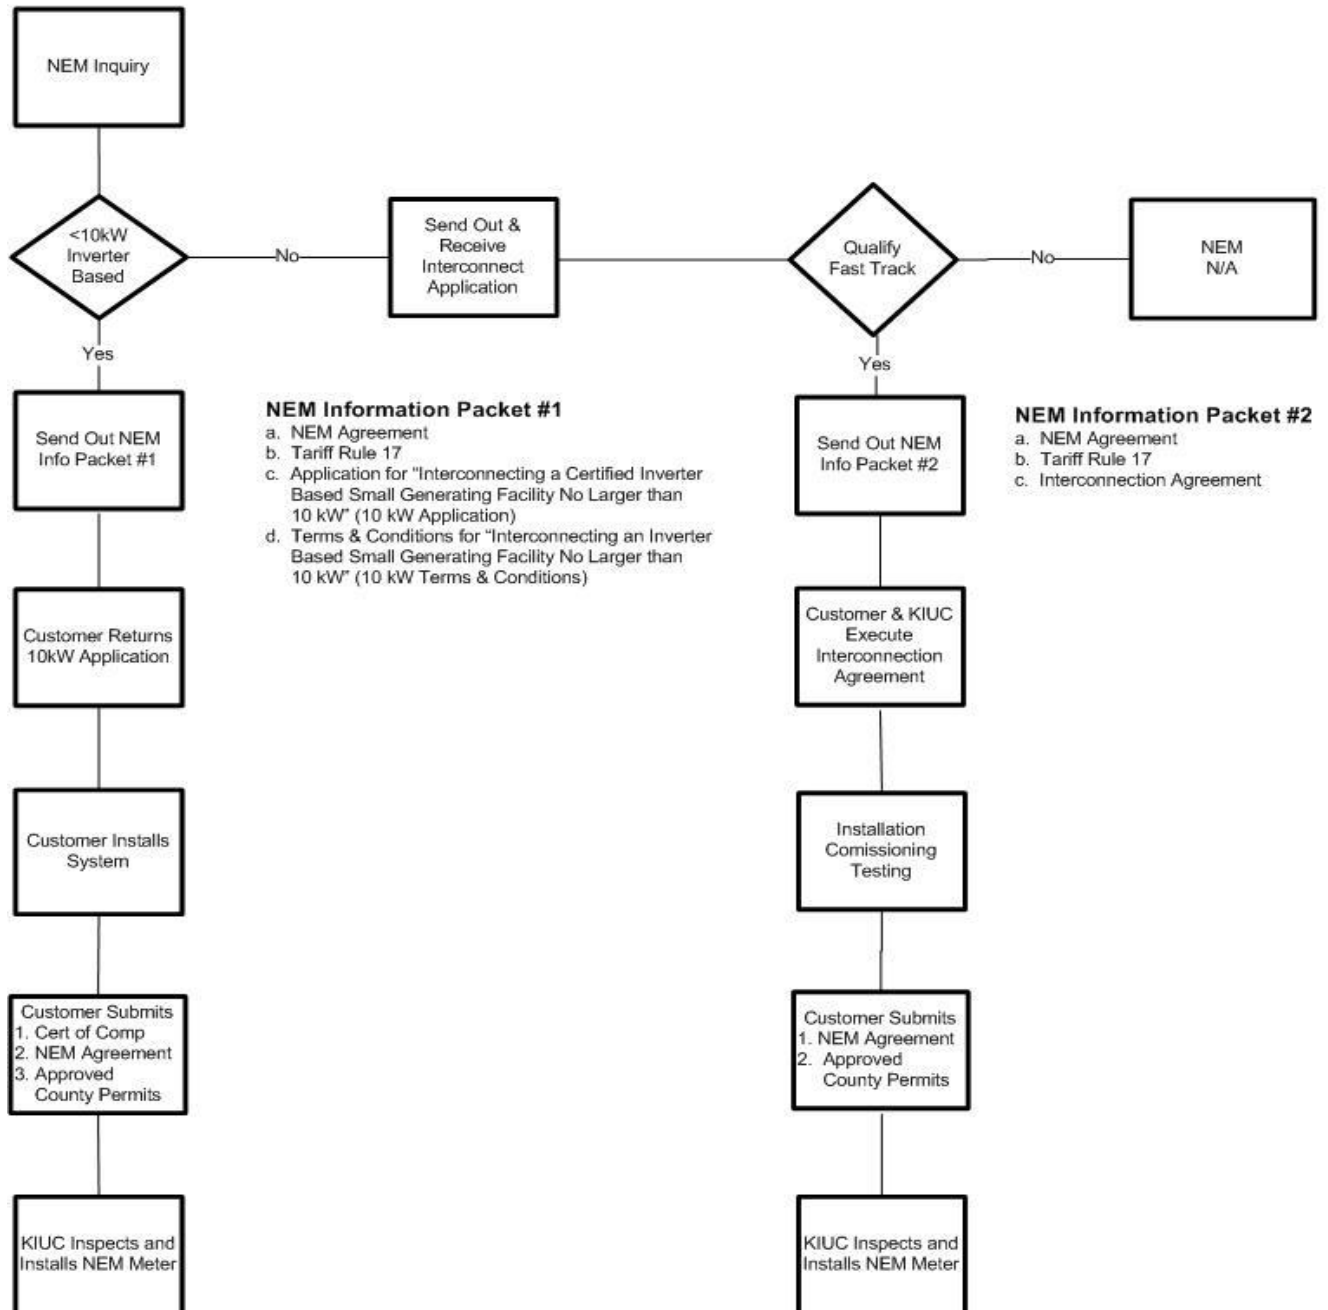 NEM Inquiry
<10kW
Inverter
Based
No
Send Out &
Receive
Interconnect
Application
Qualify
Fast Track
No
NEM
N/A
Yes
Yes
Send Out NEM
Info Packet #1
NEM Information Packet #1
a. NEM Agreement
b. Tariff Rule 17
c. Application for “Interconnecting a Certified Inverter
Based Small Generating Facility No Larger than
10 kW” (10 kW Application)
d. Terms & Conditions for “Interconnecting an Inverter
Based Small Generating Facility No Larger than
10 kW” (10 kW Terms & Conditions)
Send Out NEM
Info Packet #2
NEM Information Packet #2
a. NEM Agreement
b. Tariff Rule 17
c. Interconnection Agreement
Customer Returns
10kW Application
Customer & KIUC
Execute
Interconnection
Agreement
Customer Installs
System
Installation
Comissioning
Testing
Customer Submits
1. Cert of Comp
2. NEM Agreement
3. Approved
County Permits
Customer Submits
1. NEM Agreement
2. Approved
County Permits
KIUC Inspects and
Installs NEM Meter
KIUC Inspects and
Installs NEM Meter